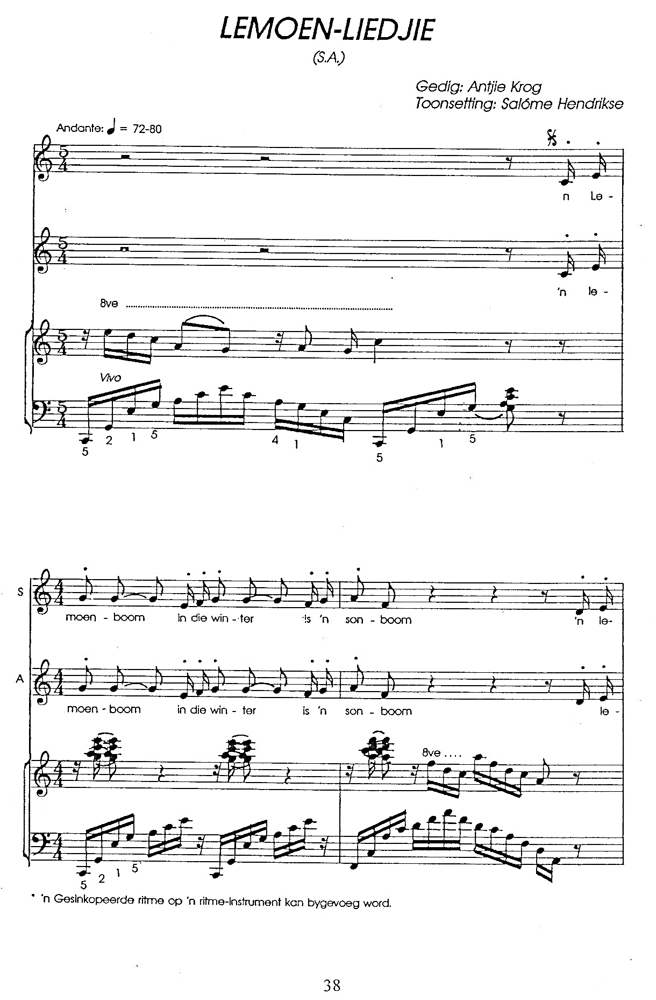 LEMOEN-LIEDJIE
(S.A.)
Gedig: Antjie Krog
Toonsetting: Salóme Hendrikse
Andante: ♩ = 72-80
n Le -
'n le -
8ve ..........
Vivo
5 2 1 5 4 1 5 1 5
S
moen - boom in die win - ter is 'n son - boom 'n le-
A
moen - boom in die win - ter is 'n son - boom le -
8ve ....
5 2 1 5
* 'n Gesinkopeerde ritme op 'n ritme-instrument kan bygevoeg word.
38